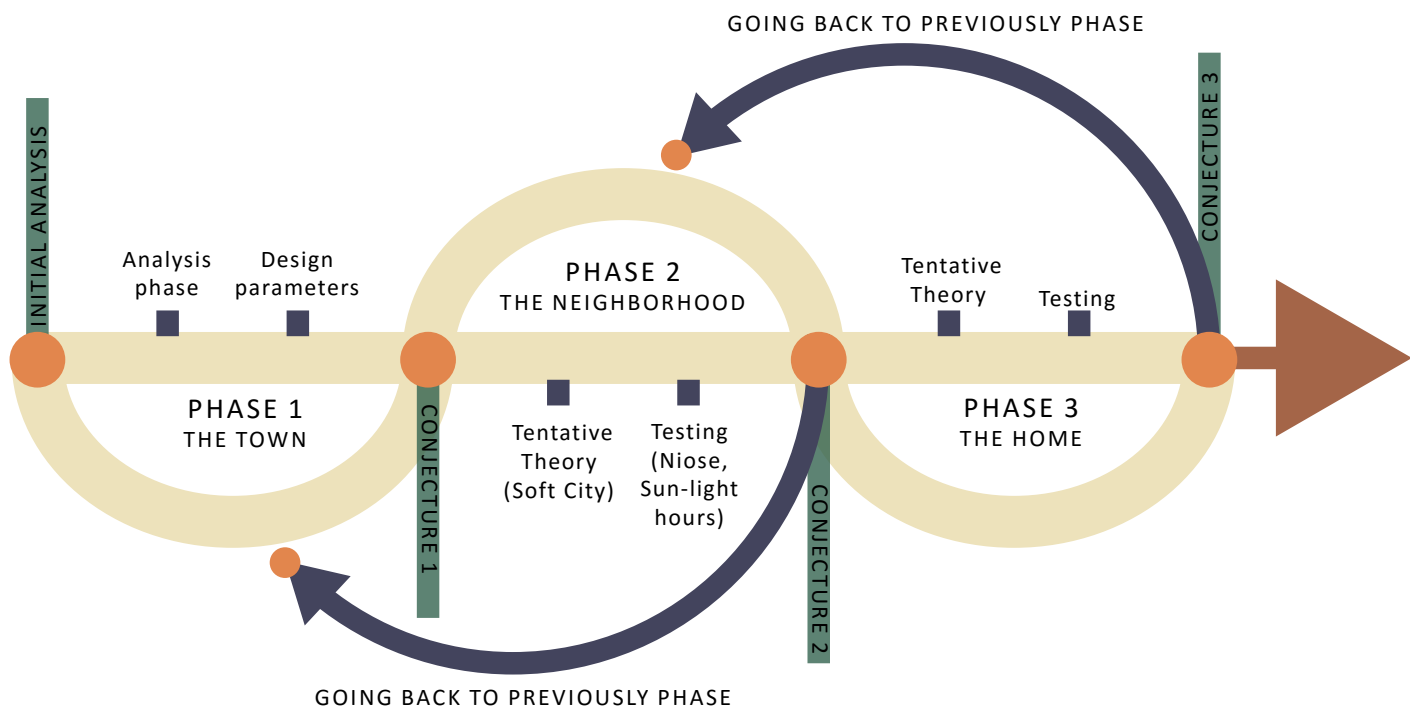 GOING BACK TO PREVIOUSLY PHASE
INITIAL ANALYSIS
CONJECTURE 3
Analysis
phase
Design
parameters
PHASE 2
THE NEIGHBORHOOD
Tentative
Theory
Testing
PHASE 1
THE TOWN
CONJECTURE 1
Tentative
Theory
(Soft City)
Testing
(Niose,
Sun-light
hours)
CONJECTURE 2
PHASE 3
THE HOME
GOING BACK TO PREVIOUSLY PHASE